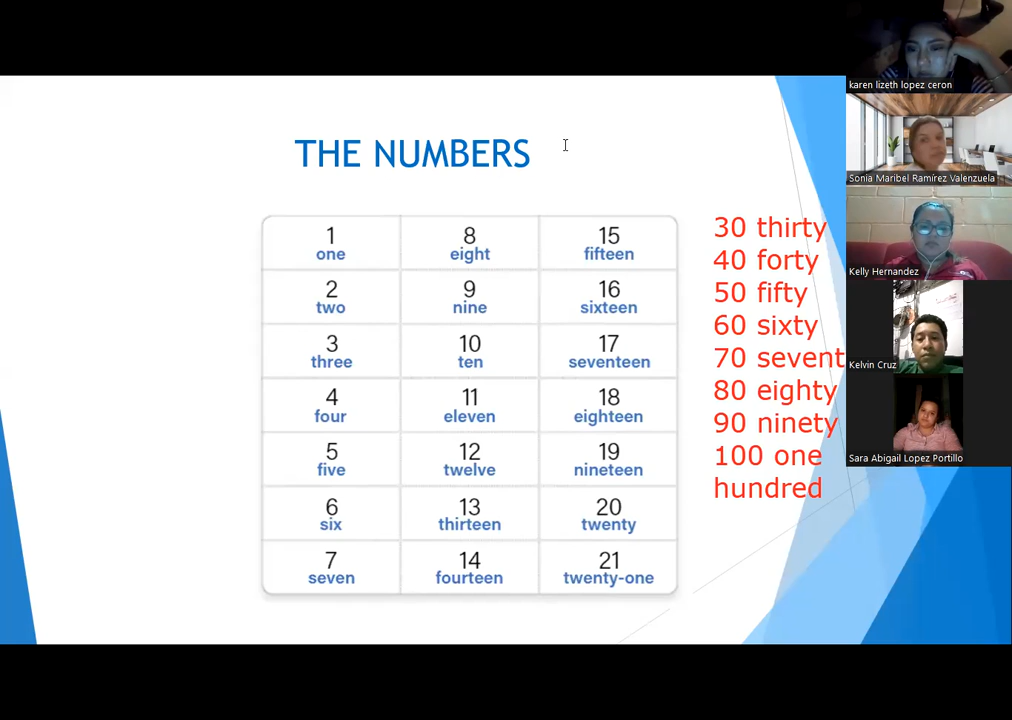 THE NUMBERS
1
one
8
eight
15
fifteen
2
two
9
nine
16
sixteen
3
three
10
ten
17
seventeen
4
four
11
eleven
18
eighteen
5
five
12
twelve
19
nineteen
6
six
13
thirteen
20
twenty
7
seven
14
fourteen
21
twenty-one
30 thirty
40 forty
50 fifty
60 sixty
70 sevent
80 eighty
90 ninety
100 one
hundred
karen lizeth lopez ceron
Sonia Maribel Ramírez Valenzuela
Kelly Hernandez
Kelvin Cruz
Sara Abigail Lopez Portillo